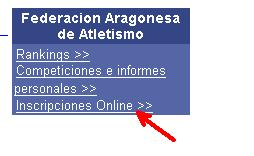 Federacion Aragonesa
de Atletismo
Rankings >>
Competiciones e informes
personales >>
Inscripciones Online >>